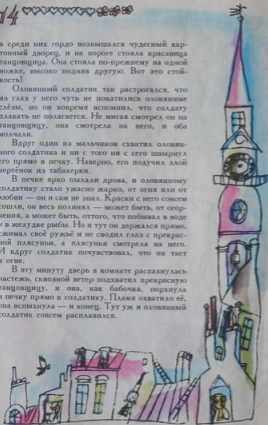 14
а среди них гордо возвышался чудесный кар-
тонный дворец, и на пороге стояла красавица
танцовщица. Она стояла по-прежнему на одной
ножке, высоко подняв другую. Вот это стой-
кость!
Оловянный солдатик так растрогался, что
из глаз у него чуть не покатились оловянные
слёзы, но он вовремя вспомнил, что солдату
плакать не полагается. Не мигая смотрел он на
танцовщицу, она смотрела на него, и оба
молчали.
Вдруг один из мальчиков схватил оловян-
ного солдатика и ни с того ни с сего швырнул
его прямо в печку. Наверно, его подучил злой
чертёнок из табакерки.
В печке ярко пылали дрова, и оловянному
солдатику стало ужасно жарко, от огня или от
любви — он и сам не знал. Краски с него совсем
сошли, он весь полинял — может быть, от огор-
чения, а может быть, оттого, что побывал в воде
и в желудке рыбы. Но и тут он держался прямо,
сжимал своё ружьё и не сводил глаз с прекрас-
ной плясуньи, а плясунья смотрела на него.
И вдруг солдатик почувствовал, что он тает
в огне.
В эту минуту дверь в комнате распахнулась
настежь, сквозной ветер подхватил прекрасную
танцовщицу, и она, как бабочка, порхнула
в печку прямо к солдатику. Пламя охватило её,
она вспыхнула — и конец. Тут уж и оловянный
солдатик совсем расплавился.